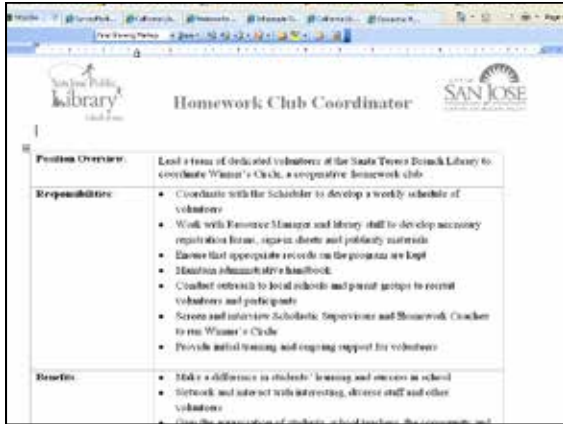 San Jose Public
Library
Homework Club Coordinator
SAN JOSE
Position Overview
Lead a team of dedicated volunteers at the Santa Teresa Branch Library to
coordinate Winner's Circle, a cooperative homework club
Responsibilities
• Coordinate with the Scheduler to develop a weekly schedule of
volunteers
• Work with Resource Manager and library staff to develop necessary
registration forms, sign-in sheets and publicity materials
• Ensure that appropriate records on the program are kept
• Maintain administrative handbook
• Conduct outreach to local schools and parent groups to recruit
volunteers and participants
• Screen and interview Scholastic Supervisors and Homework Coaches
to run Winner's Circle
• Provide initial training and ongoing support for volunteers
Benefits
• Make a difference in students' learning and success in school
• Network and interact with interesting, diverse staff and other
volunteers